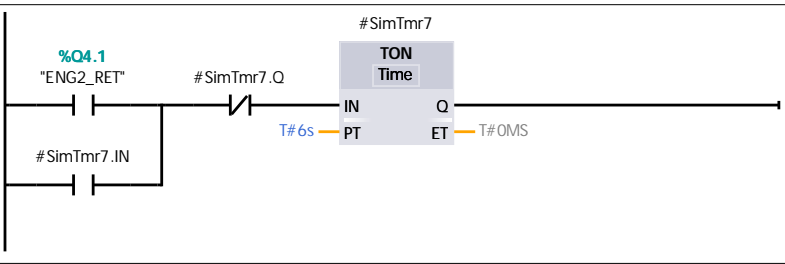 #SimTmr7
%Q4.1
"ENG2_RET"
#SimTmr7.Q
TON
Time
IN
Q
T#6s
PT
ET
T#0MS
#SimTmr7.IN